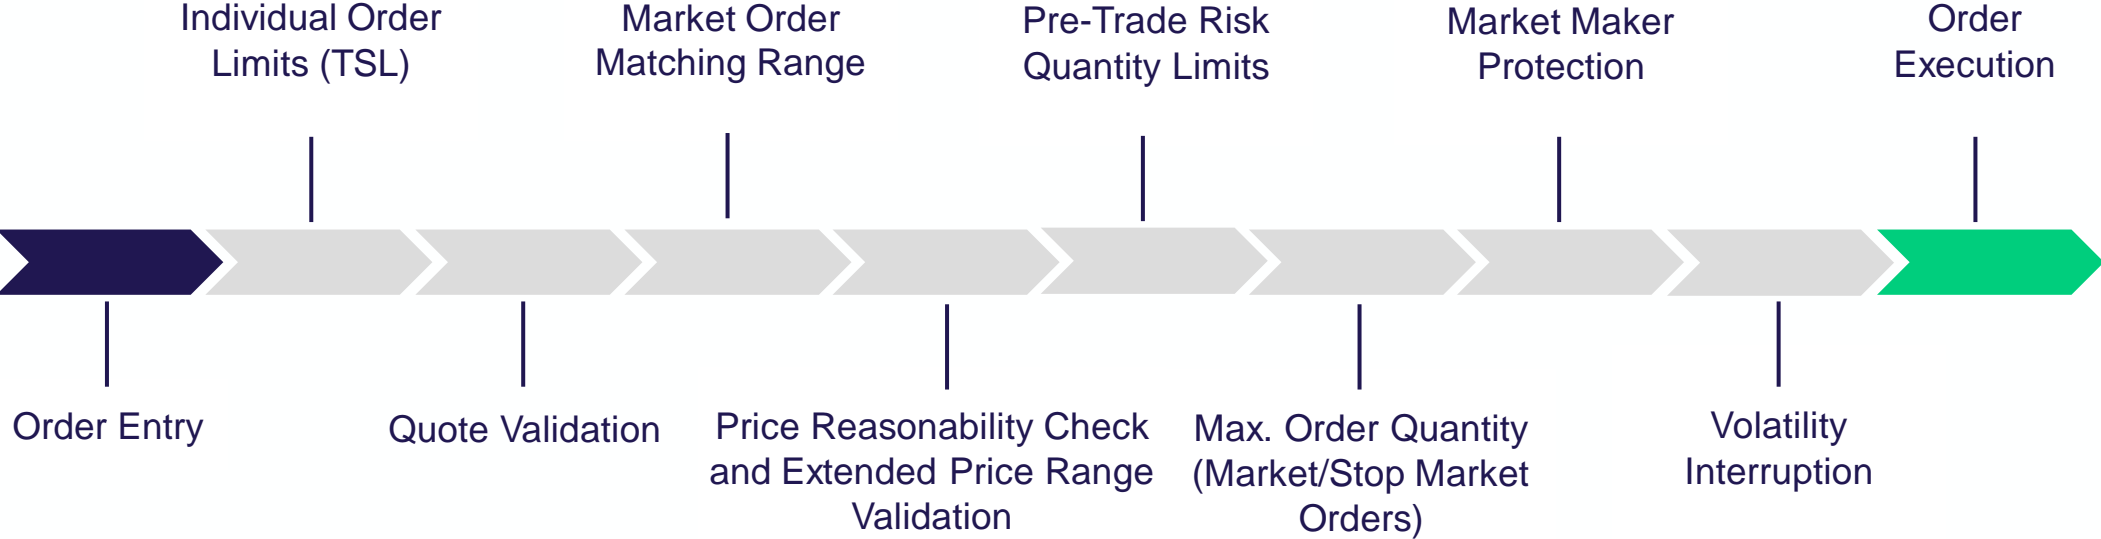 Individual Order
Limits (TSL)
Market Order
Matching Range
Pre-Trade Risk
Quantity Limits
Market Maker
Protection
Order
Execution
Order Entry
Quote Validation
Price Reasonability Check
and Extended Price Range
Validation
Max. Order Quantity
(Market/Stop Market
Orders)
Volatility
Interruption